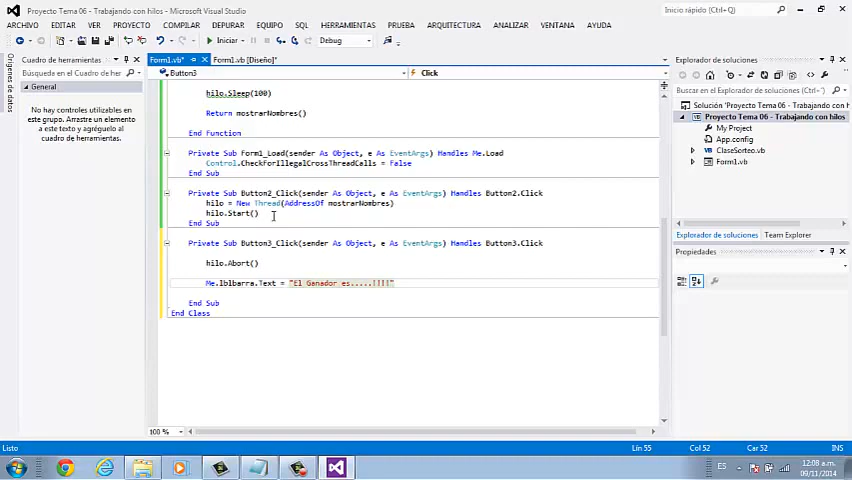 Proyecto Tema 06 - Trabajando con hilos - Microsoft Visual Studio
Inicio rápido (Ctrl+Q)
ARCHIVO EDITAR VER PROYECTO COMPILAR DEPURAR EQUIPO SQL HERRAMIENTAS PRUEBA ARQUITECTURA ANALIZAR VENTANA AYUDA
Iniciar Debug
Orígenes de datos
Cuadro de herramientas
Búsqueda en el Cuadro de her
General
No hay controles utilizables en
este grupo. Arrastre un elemento
a este texto y agréguelo al
cuadro de herramientas.
Form1.vb* Form1.vb [Diseño]*
Button3 Click
hilo.Sleep(100)
Return mostrarNombres()
End Function
Private Sub Form1_Load(sender As Object, e As EventArgs) Handles Me.Load
Control.CheckForIllegalCrossThreadCalls = False
End Sub
Private Sub Button2_Click(sender As Object, e As EventArgs) Handles Button2.Click
hilo = New Thread(AddressOf mostrarNombres)
hilo.Start()
End Sub
Private Sub Button3_Click(sender As Object, e As EventArgs) Handles Button3.Click
hilo.Abort()
Me.lblbarra.Text = "El Ganador es.....!!!!"
End Sub
End Class
100 %
Explorador de soluciones
Buscar en el Explorador de soluciones
Solución 'Proyecto Tema 06 - Trabajando con h
Proyecto Tema 06 - Trabajando con hilos
My Project
App.config
ClaseSorteo.vb
Form1.vb
Explorador de soluciones Team Explorer
Propiedades
Listo Lín 55 Col 52 Car 52 INS
ES 12:08 a.m.
09/11/2014